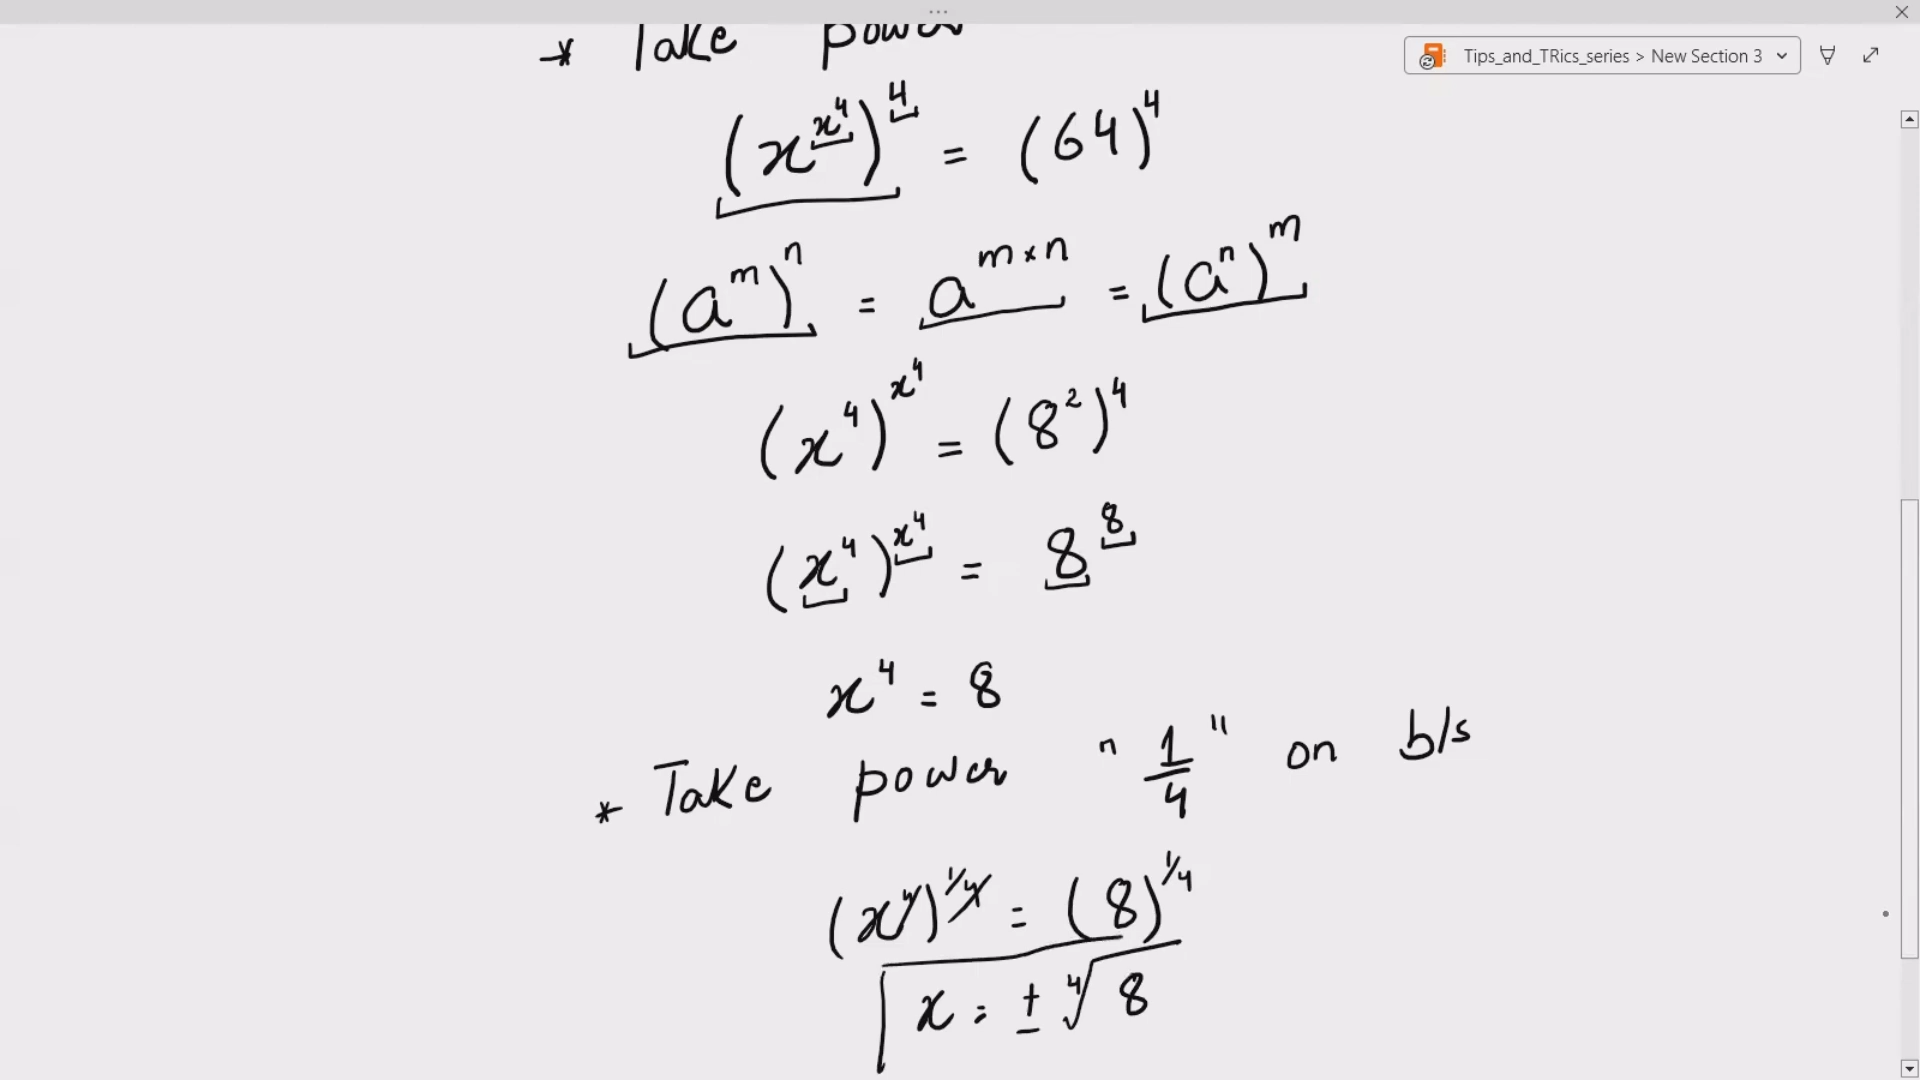 * Take power
Tips_and_TRics_series > New Section 3
(x^{x^4})^4 = (64)^4
(a^m)^n = a^{m×n} = (a^n)^m
(x^4)^{x^4} = (8^2)^4
(x^4)^{x^4} = 8^8
x^4 = 8
* Take power " 1/4 " on b/s
(x^4)^{1/4} = (8)^{1/4}
x = ± ∜8